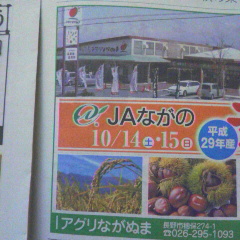 JAながの
10/14土・15日
平成
29年産
アグリながぬま
長野市穂保274-1
☎026-295-1093